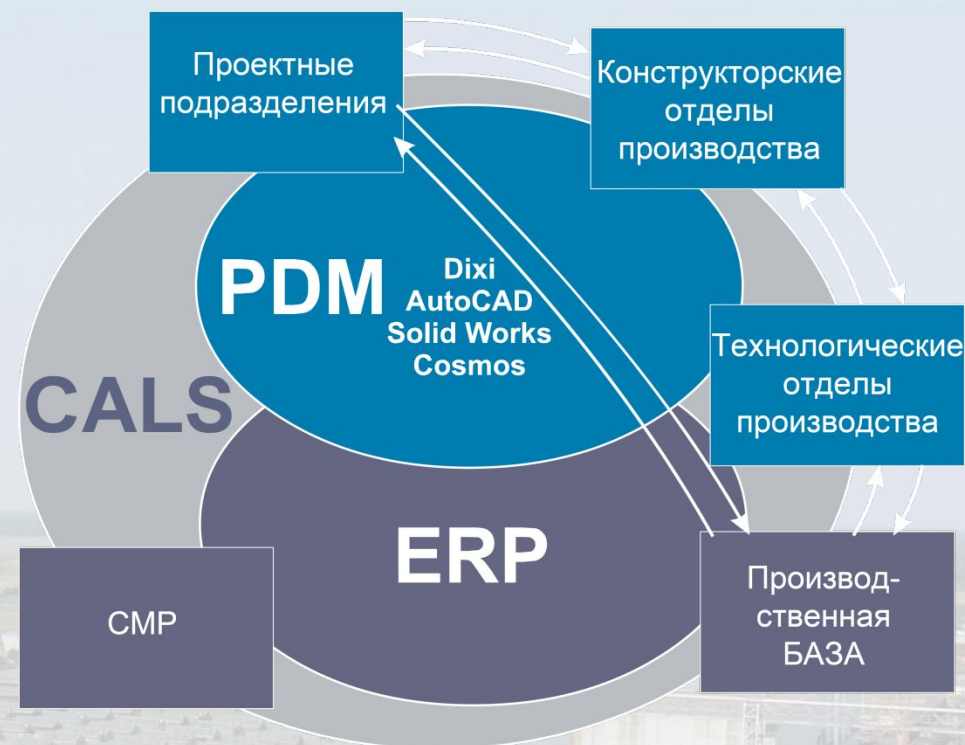 Проектные
подразделения
Конструкторские
отделы
производства
PDM
Dixi
AutoCAD
Solid Works
Cosmos
Технологические
отделы
производства
CALS
ERP
СМР
Производ-
ственная
БАЗА